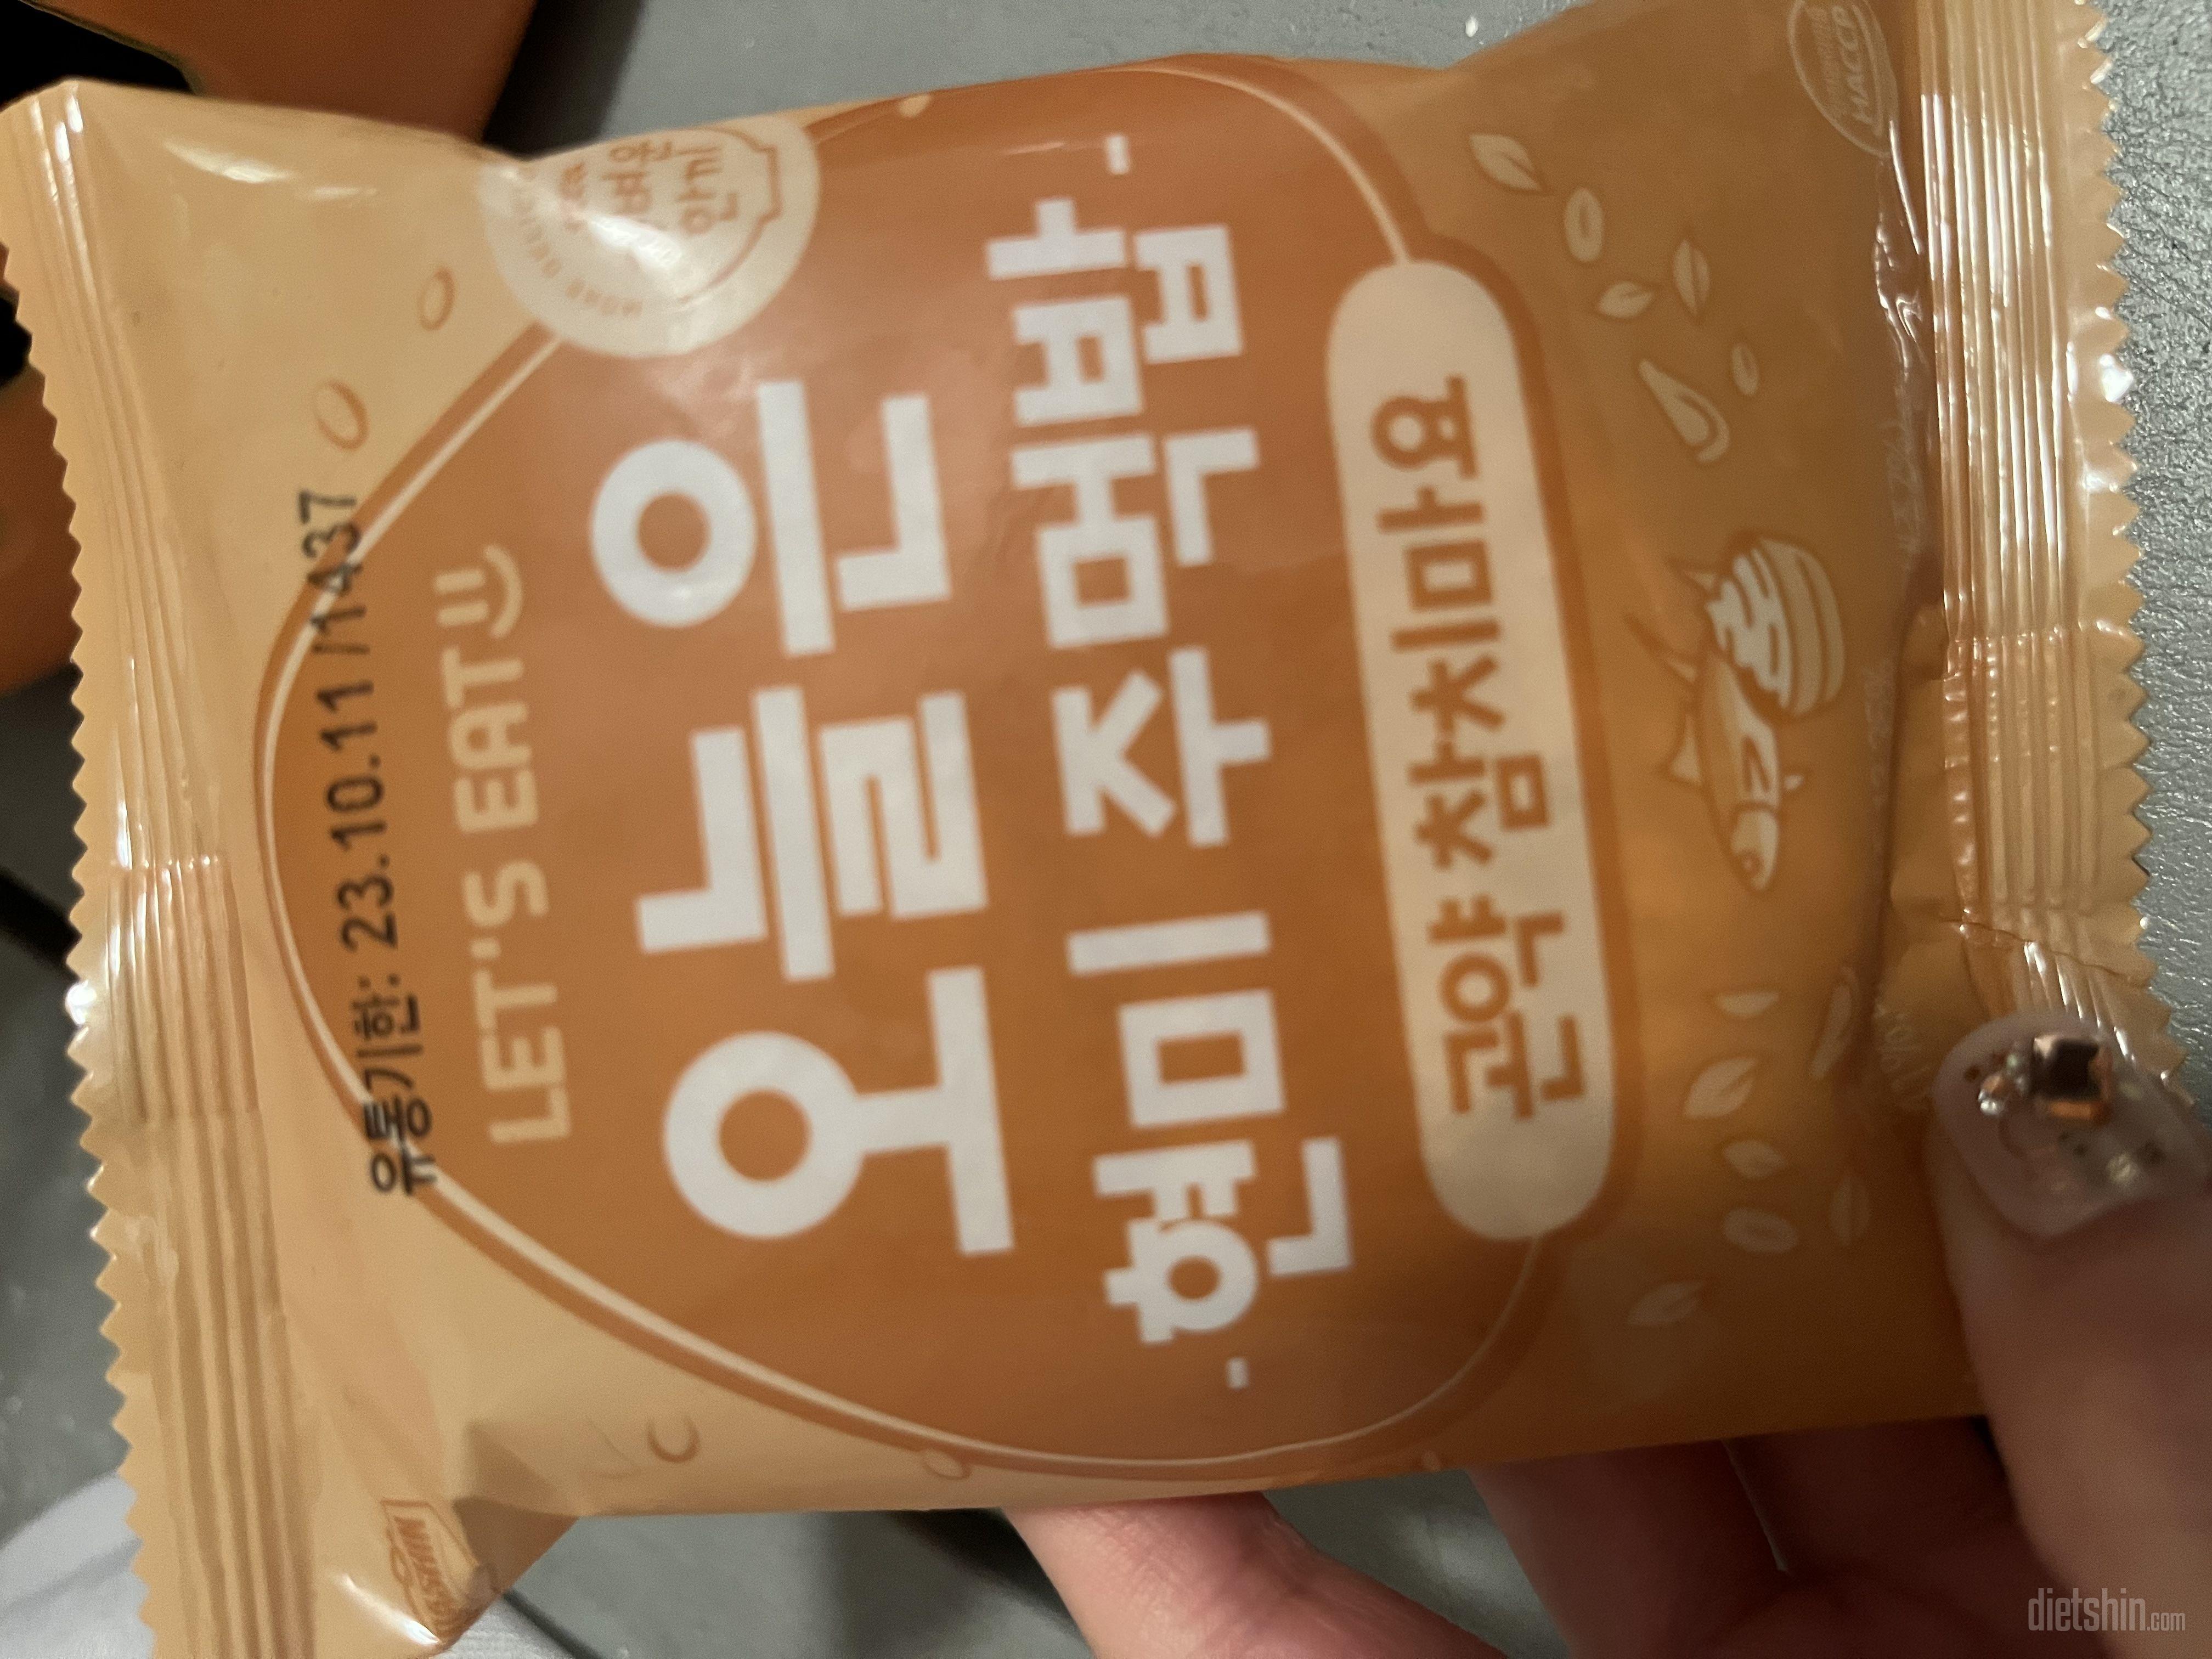 유통기한: 23.10.11 /1437
LET'S EAT
오늘은
- 현미주먹밥 -
곤약 참치마요
HACCP
dietshin.com